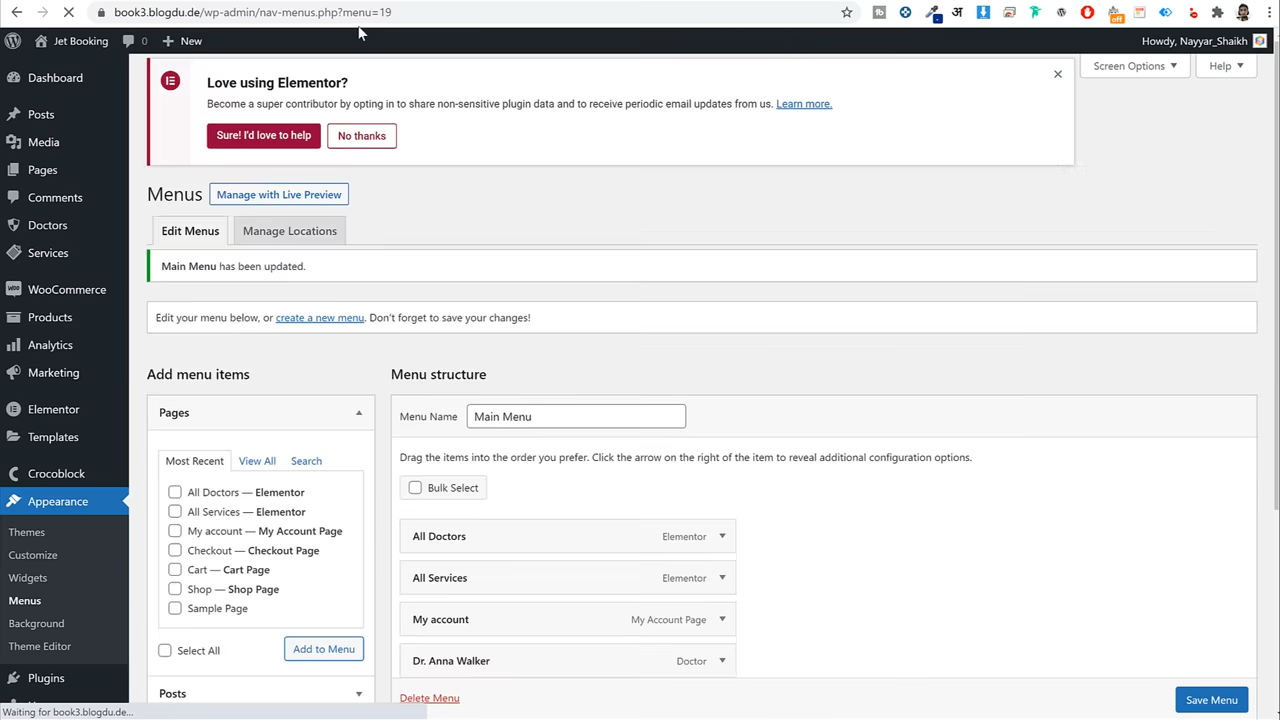 book3.blogdu.de/wp-admin/nav-menus.php?menu=19
अ
off
Jet Booking
0
New
Howdy, Nayyar_Shaikh
Dashboard
Posts
Media
Pages
Comments
Doctors
Services
WooCommerce
Products
Analytics
Marketing
Elementor
Templates
Crocoblock
Appearance
Themes
Customize
Widgets
Menus
Background
Theme Editor
Plugins
Love using Elementor?
Become a super contributor by opting in to share non-sensitive plugin data and to receive periodic email updates from us. Learn more.
Sure! I'd love to help
No thanks
Screen Options
Help
Menus
Manage with Live Preview
Edit Menus
Manage Locations
Main Menu has been updated.
Edit your menu below, or create a new menu. Don't forget to save your changes!
Add menu items
Pages
Most Recent
View All
Search
All Doctors — Elementor
All Services — Elementor
My account — My Account Page
Checkout — Checkout Page
Cart — Cart Page
Shop — Shop Page
Sample Page
Select All
Add to Menu
Posts
Menu structure
Menu Name
Main Menu
Drag the items into the order you prefer. Click the arrow on the right of the item to reveal additional configuration options.
Bulk Select
All Doctors
Elementor
All Services
Elementor
My account
My Account Page
Dr. Anna Walker
Doctor
Delete Menu
Save Menu
Waiting for book3.blogdu.de...